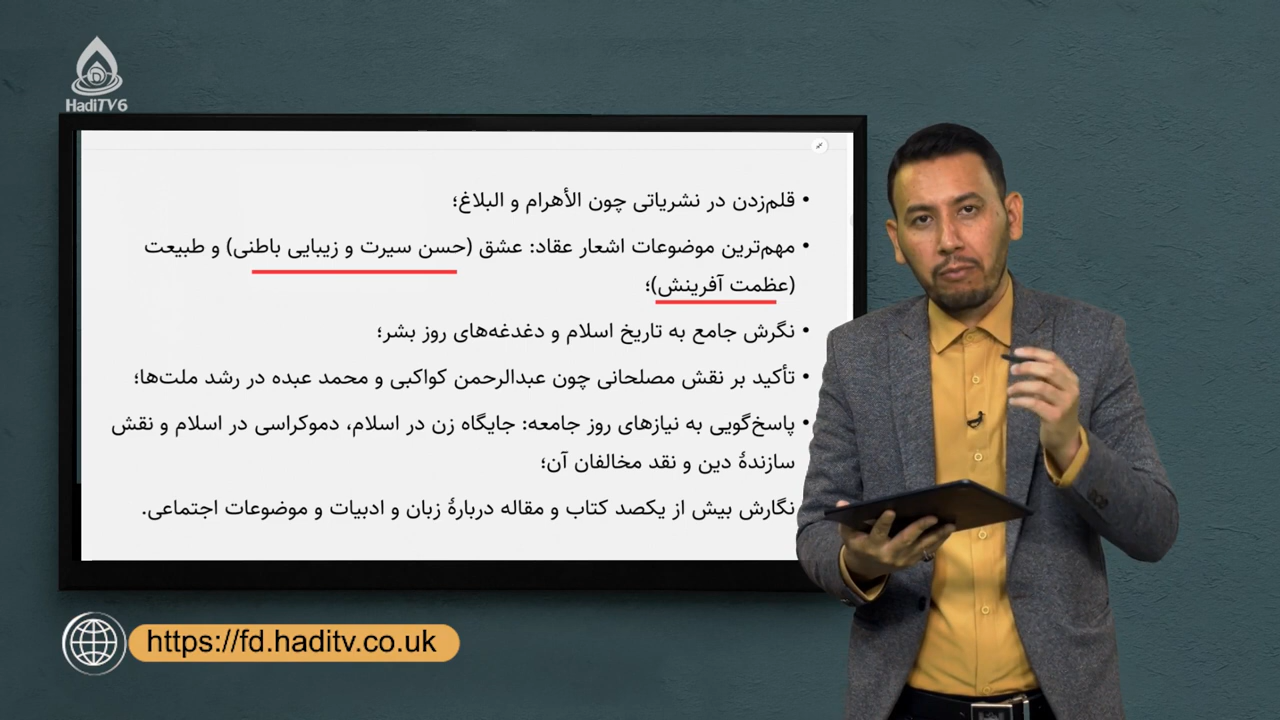 HadiTV6
• قلم‌زدن در نشریاتی چون الأهرام و البلاغ؛
• مهم‌ترین موضوعات اشعار عقاد: عشق (حسن سیرت و زیبایی باطنی) و طبیعت
(عظمت آفرینش)؛
• نگرش جامع به تاریخ اسلام و دغدغه‌های روز بشر؛
• تأکید بر نقش مصلحانی چون عبدالرحمن کواکبی و محمد عبده در رشد ملت‌ها؛
• پاسخ‌گویی به نیازهای روز جامعه: جایگاه زن در اسلام، دموکراسی در اسلام و نقش
سازندهٔ دین و نقد مخالفان آن؛
نگارش بیش از یکصد کتاب و مقاله دربارهٔ زبان و ادبیات و موضوعات اجتماعی.
https://fd.haditv.co.uk